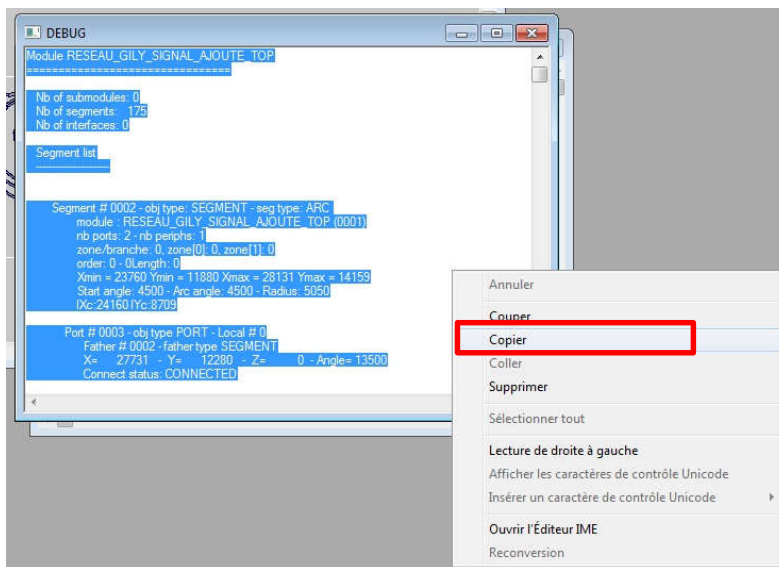 DEBUG
Module RESEAU_GILY_SIGNAL_AJOUTE_TOP
================================
Nb of submodules: 0
Nb of segments: 175
Nb of interfaces: 0
Segment list
------------------
Segment # 0002 - obj type: SEGMENT - seg type: ARC
module : RESEAU_GILY_SIGNAL_AJOUTE_TOP (0001)
nb ports: 2 - nb periphs: 1
zone/branche: 0, zone[0]: 0, zone[1]: 0
order: 0 - 0Length: 0
Xmin = 23760 Ymin = 11880 Xmax = 28131 Ymax = 14159
Start angle: 4500 - Arc angle: 4500 - Radius: 5050
IXc:24160 IYc:8709
Port # 0003 - obj type PORT - Local # 0
Father # 0002 - father type SEGMENT
X= 27731 - Y= 12280 - Z= 0 - Angle= 13500
Connect status: CONNECTED
Annuler
Couper
Copier
Coller
Supprimer
Sélectionner tout
Lecture de droite à gauche
Afficher les caractères de contrôle Unicode
Insérer un caractère de contrôle Unicode
Ouvrir l'Éditeur IME
Reconversion